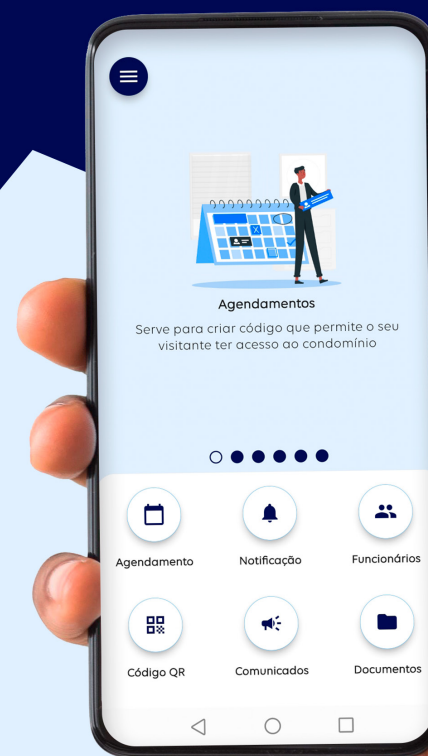 Agendamentos
Serve para criar código que permite o seu
visitante ter acesso ao condomínio
Agendamento
Notificação
Funcionários
Código QR
Comunicados
Documentos